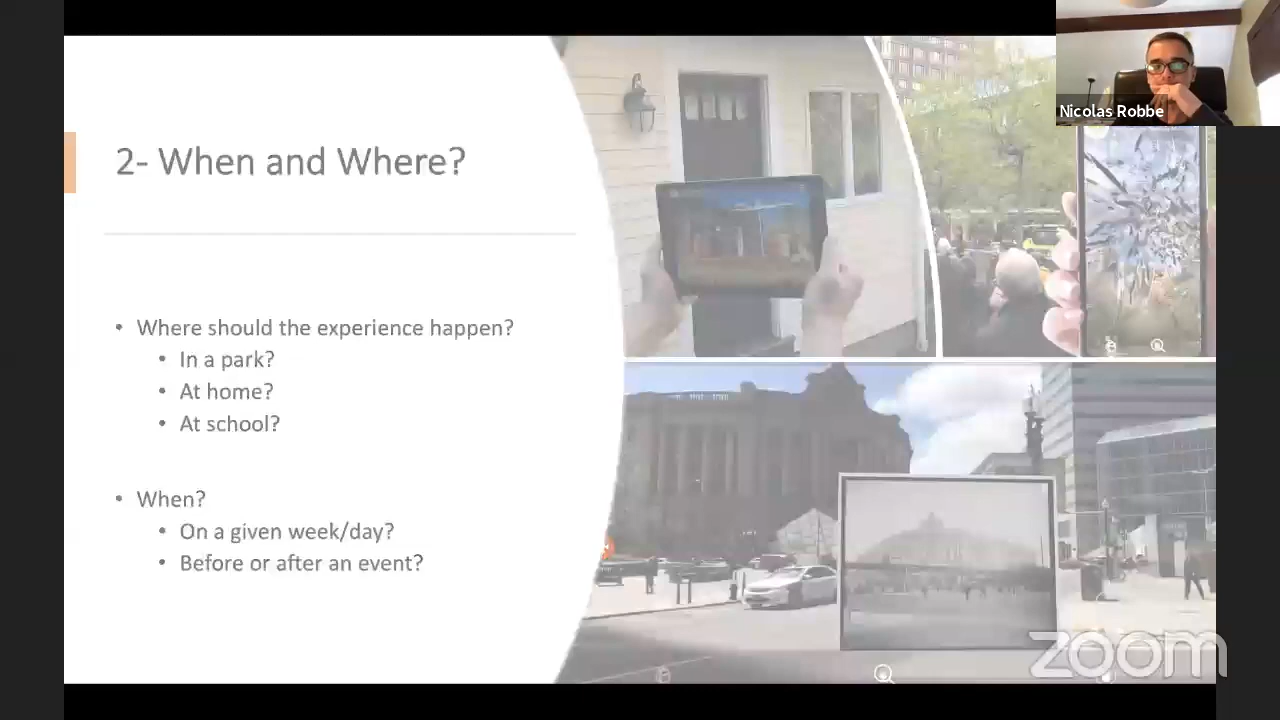 Nicolas Robbe
2- When and Where?
• Where should the experience happen?
• In a park?
• At home?
• At school?
• When?
• On a given week/day?
• Before or after an event?
zoom